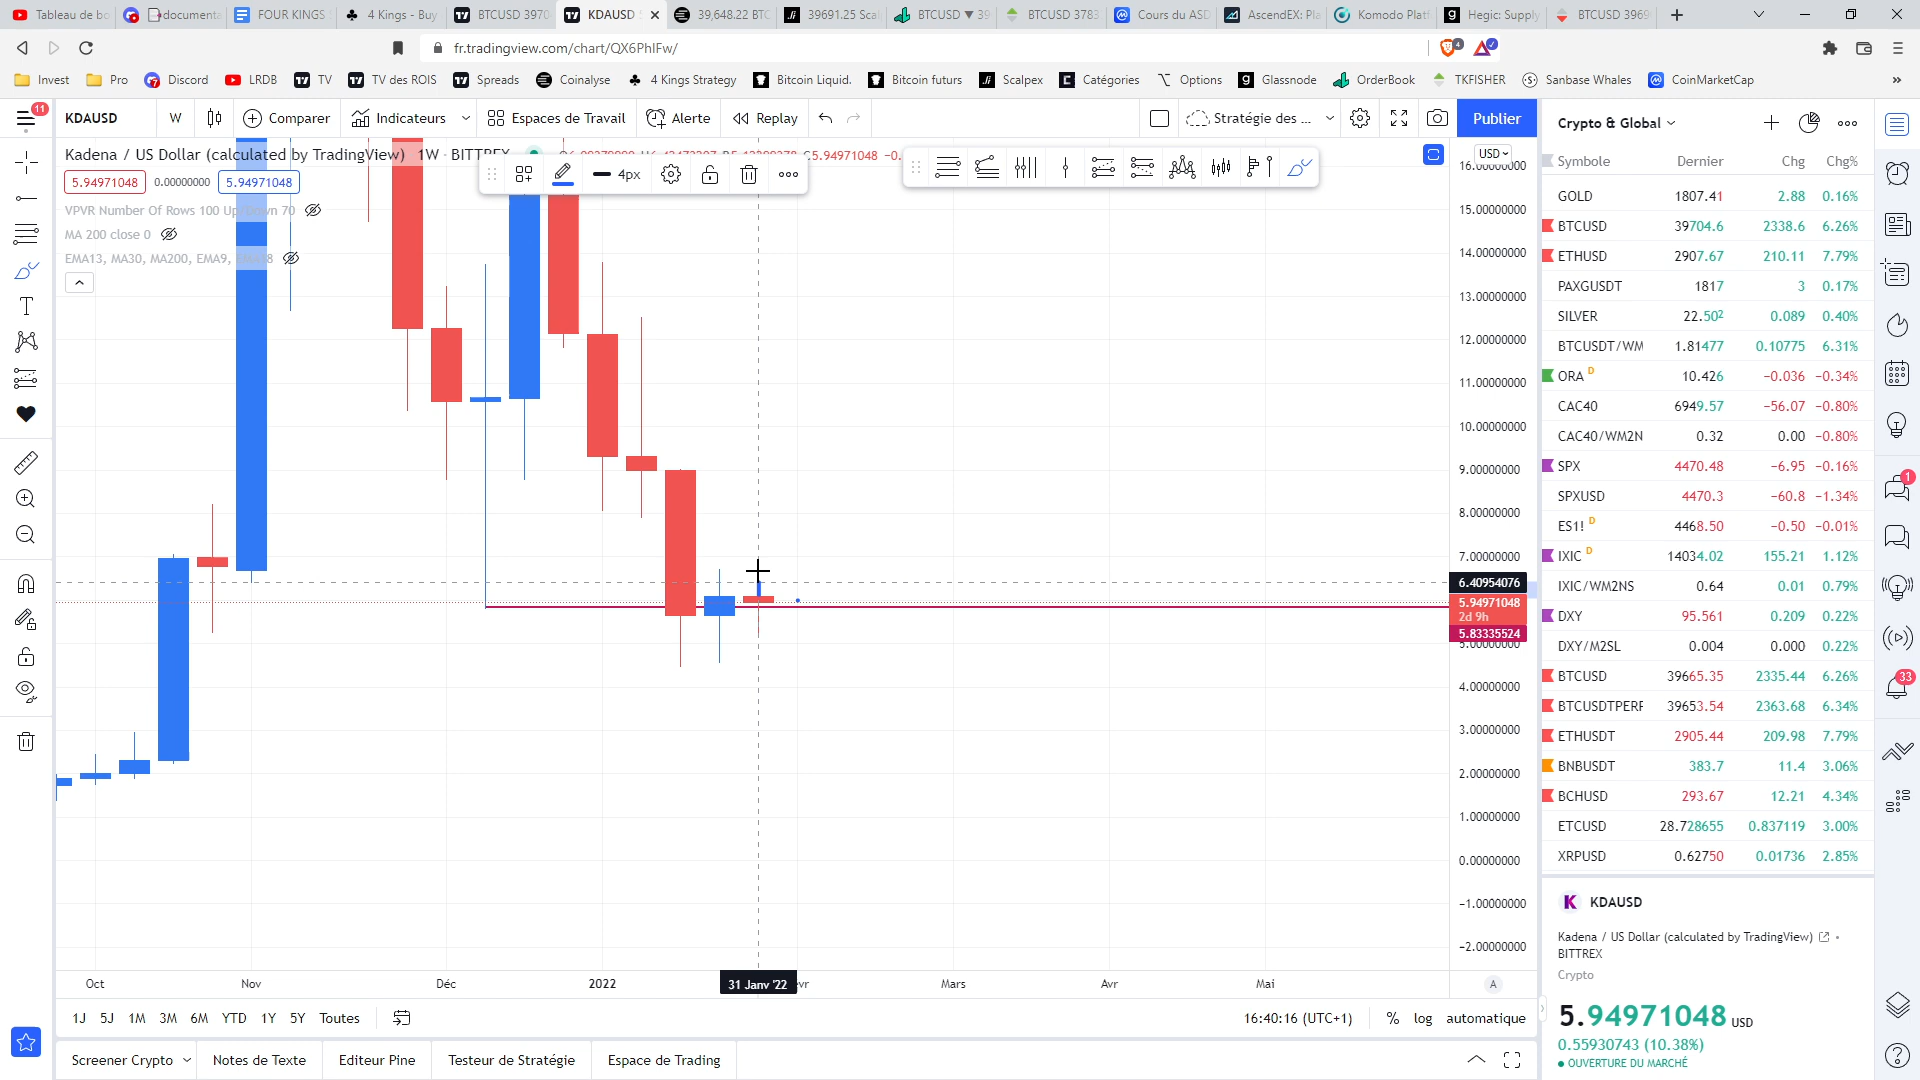 Tableau de bo
documenta
FOUR KINGS
4 Kings - Buy
BTCUSD 3970
KDAUSD
39,648.22 BTC
39691.25 Scal
BTCUSD ▼ 39
BTCUSD 3783
Cours du ASD
AscendEX: Pla
Komodo Platf
Hegic: Supply
BTCUSD 3969
fr.tradingview.com/chart/QX6PhIFw/
4
Invest
Pro
Discord
LRDB
TV
TV des ROIS
Spreads
Coinalyse
4 Kings Strategy
Bitcoin Liquid.
Bitcoin futurs
Scalpex
Catégories
Options
Glassnode
OrderBook
TKFISHER
Sanbase Whales
CoinMarketCap
»
11
KDAUSD
W
Comparer
Indicateurs
Espaces de Travail
Alerte
Replay
Stratégie des ...
Publier
Crypto & Global
Kadena / US Dollar (calculated by TradingView) 1W · BITTREX
5.94971048
5.94971048 0.00000000 5.94971048
4px
VPVR Number Of Rows 100 Up/Down 70
MA 200 close 0
EMA13, MA30, MA200, EMA9,
USD
16.00000000
15.00000000
14.00000000
13.00000000
12.00000000
11.00000000
10.00000000
9.00000000
8.00000000
7.00000000
6.40954076
5.94971048
2d 9h
5.83335524
5.00000000
4.00000000
3.00000000
2.00000000
1.00000000
0.00000000
−1.00000000
−2.00000000
Oct
Nov
Déc
2022
31 Janv '22
vr
Mars
Avr
Mai
A
1J 5J 1M 3M 6M YTD 1Y 5Y Toutes
16:40:16 (UTC+1)
% log automatique
Screener Crypto
Notes de Texte
Editeur Pine
Testeur de Stratégie
Espace de Trading
Symbole Dernier Chg Chg%
GOLD 1807.41 2.88 0.16%
BTCUSD 39704.6 2338.6 6.26%
ETHUSD 2907.67 210.11 7.79%
PAXGUSDT 1817 3 0.17%
SILVER 22.502 0.089 0.40%
BTCUSDT/WM 1.81477 0.10775 6.31%
ORA D 10.426 −0.036 −0.34%
CAC40 6949.57 −56.07 −0.80%
CAC40/WM2N 0.32 0.00 −0.80%
SPX 4470.48 −6.95 −0.16%
SPXUSD 4470.3 −60.8 −1.34%
ES1! D 4468.50 −0.50 −0.01%
IXIC D 14034.02 155.21 1.12%
IXIC/WM2NS 0.64 0.01 0.79%
DXY 95.561 0.209 0.22%
DXY/M2SL 0.004 0.000 0.22%
BTCUSD 39665.35 2335.44 6.26%
BTCUSDTPERF 39653.54 2363.68 6.34%
ETHUSDT 2905.44 209.98 7.79%
BNBUSDT 383.7 11.4 3.06%
BCHUSD 293.67 12.21 4.34%
ETCUSD 28.728655 0.837119 3.00%
XRPUSD 0.62750 0.01736 2.85%
1
33
KDAUSD
Kadena / US Dollar (calculated by TradingView) •
BITTREX
Crypto
5.94971048 USD
0.55930743 (10.38%)
● OUVERTURE DU MARCHÉ